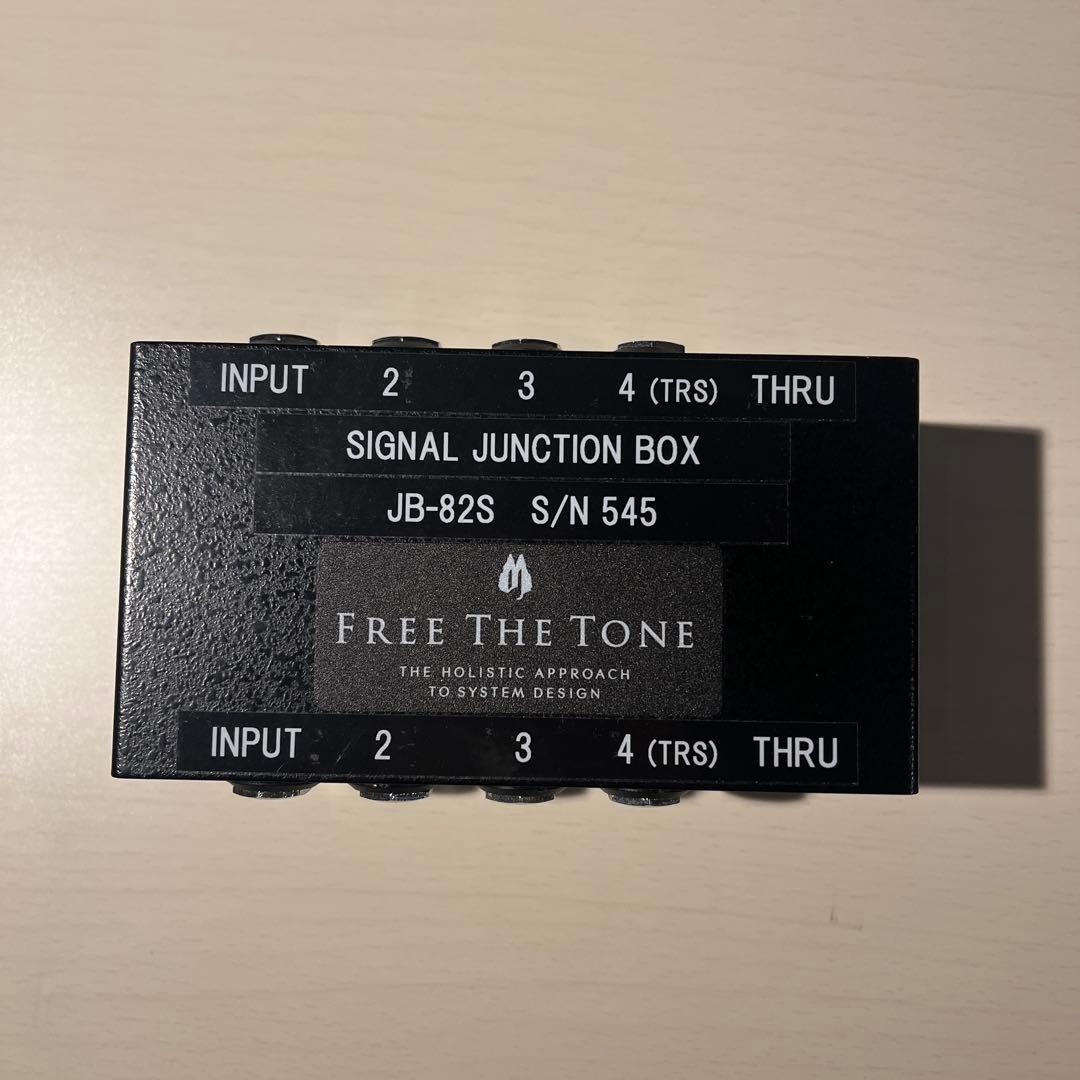 INPUT 2 3 4 (TRS) THRU
SIGNAL JUNCTION BOX
JB-82S S/N 545
FREE THE TONE
THE HOLISTIC APPROACH
TO SYSTEM DESIGN
INPUT 2 3 4 (TRS) THRU